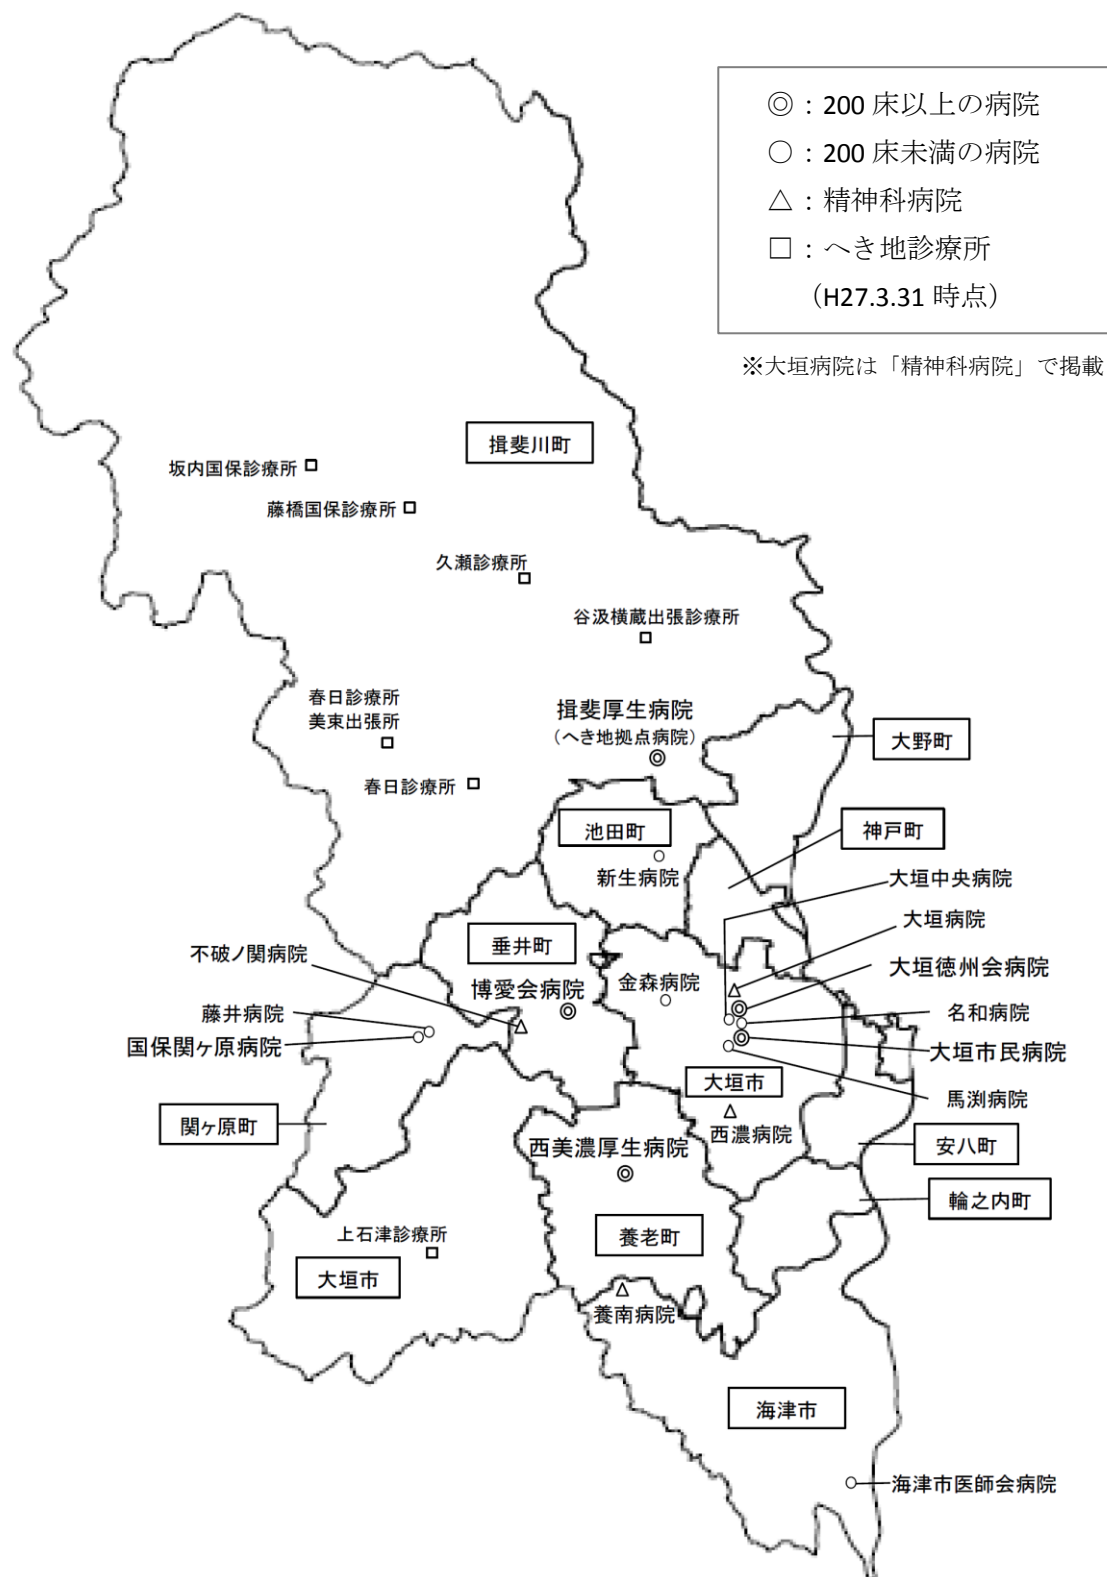 ◎：200 床以上の病院
○：200 床未満の病院
△：精神科病院
□：へき地診療所
（H27.3.31 時点）
※大垣病院は「精神科病院」で掲載
揖斐川町
坂内国保診療所
藤橋国保診療所
久瀬診療所
谷汲横蔵出張診療所
春日診療所
美束出張所
揖斐厚生病院
（へき地拠点病院）
大野町
春日診療所
池田町
神戸町
新生病院
大垣中央病院
大垣病院
垂井町
不破ノ関病院
博愛会病院
金森病院
大垣徳州会病院
藤井病院
名和病院
国保関ヶ原病院
大垣市民病院
大垣市
馬渕病院
関ヶ原町
西濃病院
安八町
西美濃厚生病院
輪之内町
上石津診療所
養老町
大垣市
養南病院
海津市
海津市医師会病院